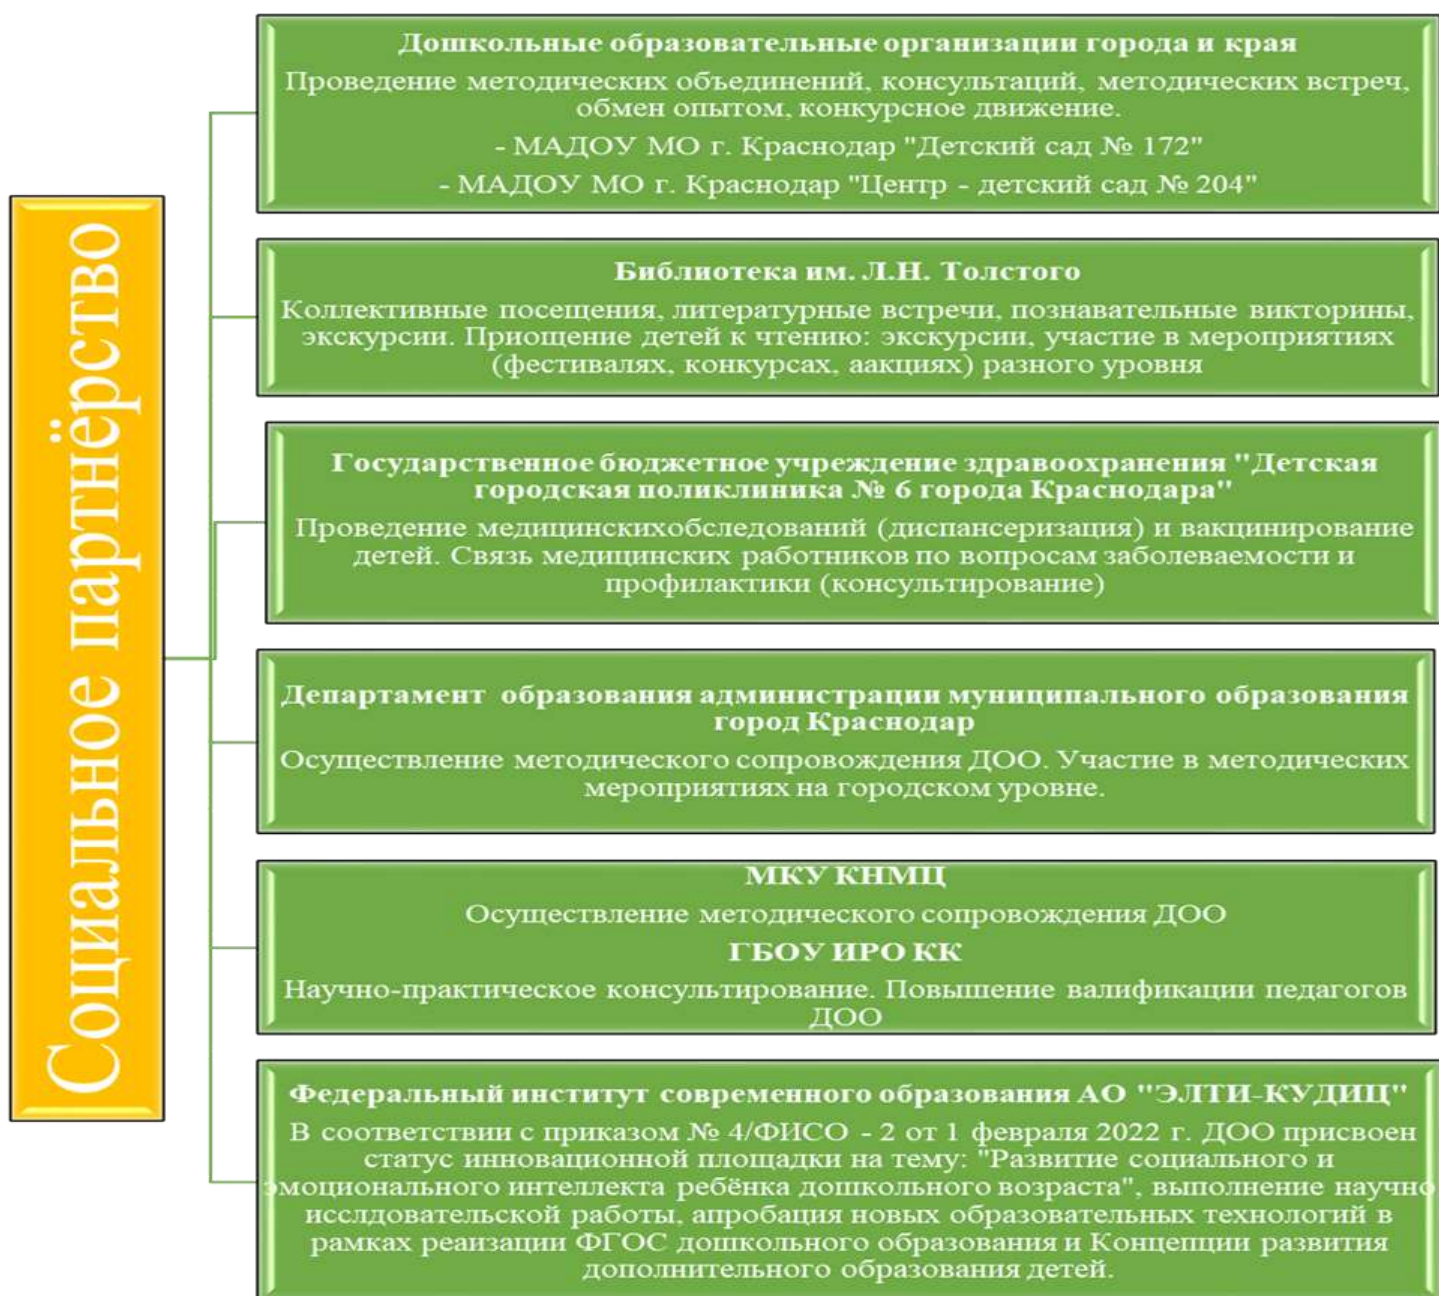 Социальное партнёрство
Дошкольные образовательные организации города и края
Проведение методических объединений, консультаций, методических встреч,
обмен опытом, конкурсное движение.
- МАДОУ МО г. Краснодар "Детский сад № 172"
- МАДОУ МО г. Краснодар "Центр - детский сад № 204"
Библиотека им. Л.Н. Толстого
Коллективные посещения, литературные встречи, познавательные викторины,
экскурсии. Приощение детей к чтению: экскурсии, участие в мероприятиях
(фестивалях, конкурсах, аакциях) разного уровня
Государственное бюджетное учреждение здравоохранения "Детская
городская поликлиника № 6 города Краснодара"
Проведение медицинскихобследований (диспансеризация) и вакцинирование
детей. Связь медицинских работников по вопросам заболеваемости и
профилактики (консультирование)
Департамент образования администрации муниципального образования
город Краснодар
Осуществление методического сопровождения ДОО. Участие в методических
мероприятиях на городском уровне.
МКУ КНМЦ
Осуществление методического сопровождения ДОО
ГБОУ ИРО КК
Научно-практическое консультирование. Повышение валификации педагогов
ДОО
Федеральный институт современного образования АО "ЭЛТИ-КУДИЦ"
В соответствии с приказом № 4/ФИСО - 2 от 1 февраля 2022 г. ДОО присвоен
статус инновационной площадки на тему: "Развитие социального и
эмоционального интеллекта ребёнка дошкольного возраста", выполнение научно
исслдовательской работы, апробация новых образовательных технологий в
рамках реаизации ФГОС дошкольного образования и Концепции развития
дополнительного образования детей.